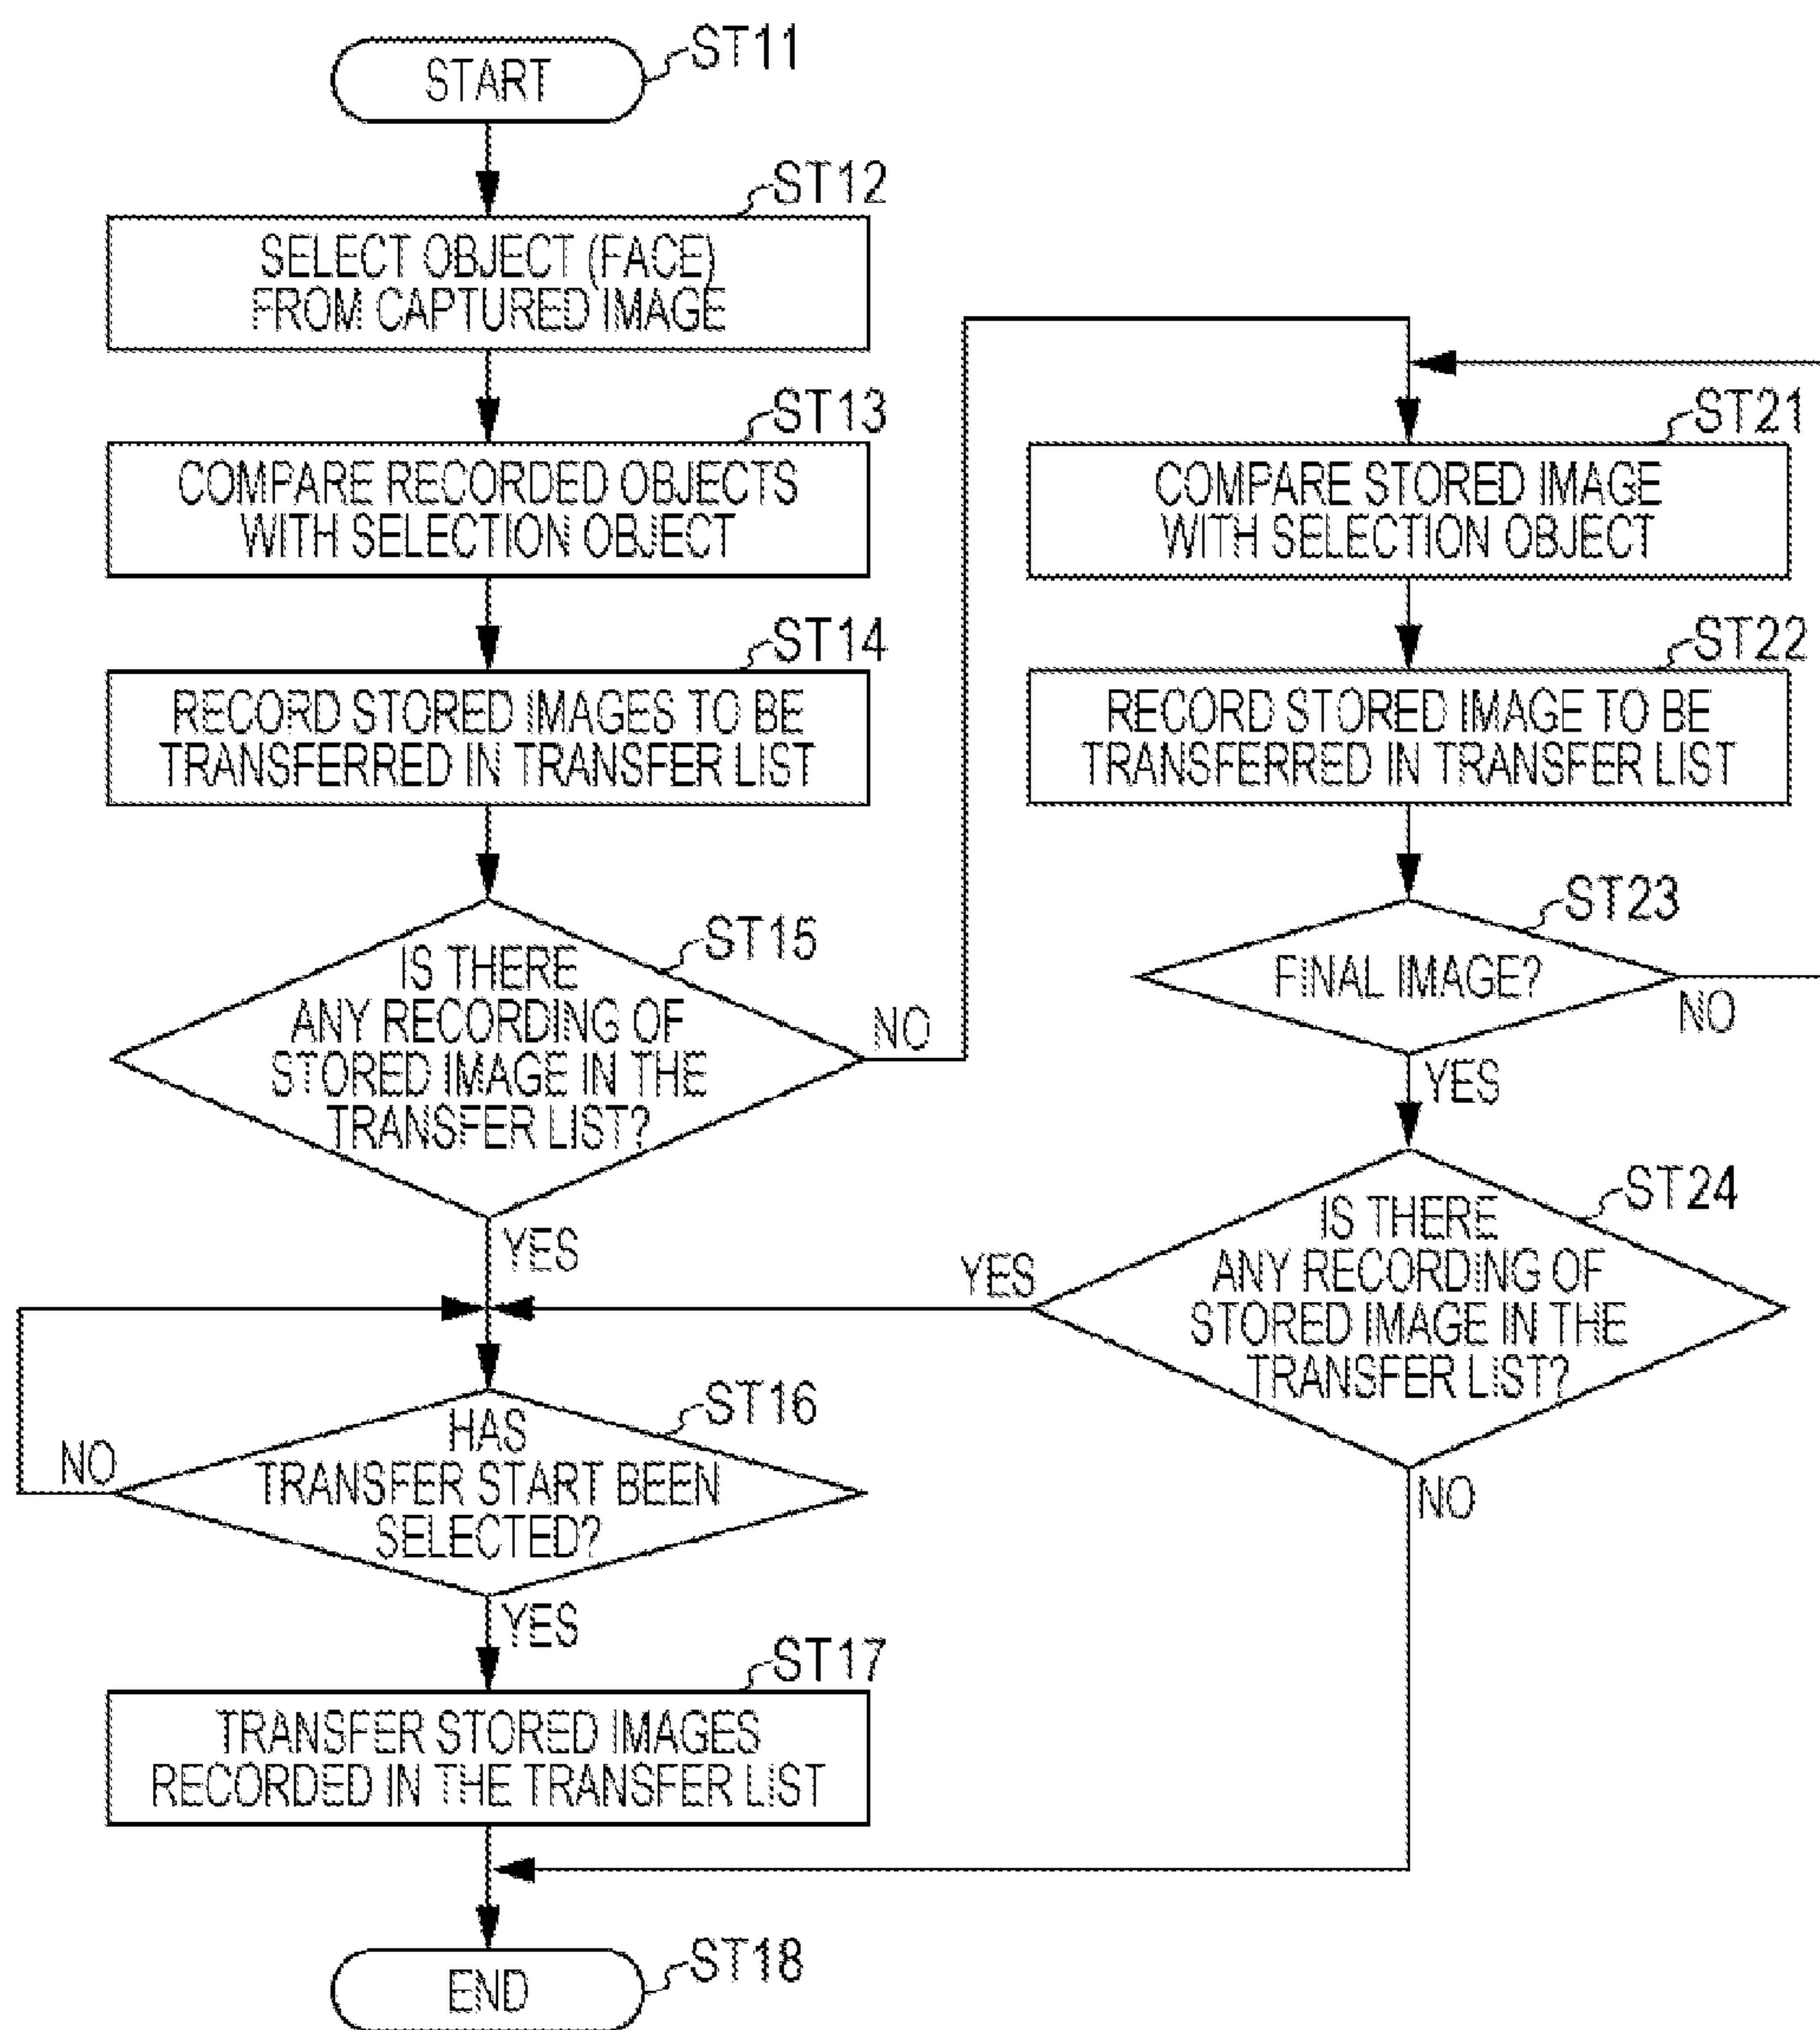 START
ST11
ST12
SELECT OBJECT (FACE)
FROM CAPTURED IMAGE
ST13
COMPARE RECORDED OBJECTS
WITH SELECTION OBJECT
ST14
RECORD STORED IMAGES TO BE
TRANSFERRED IN TRANSFER LIST
ST15
IS THERE
ANY RECORDING OF
STORED IMAGE IN THE
TRANSFER LIST?
NO
YES
ST16
HAS
TRANSFER START BEEN
SELECTED?
NO
YES
ST17
TRANSFER STORED IMAGES
RECORDED IN THE TRANSFER LIST
END
ST18
ST21
COMPARE STORED IMAGE
WITH SELECTION OBJECT
ST22
RECORD STORED IMAGE TO BE
TRANSFERRED IN TRANSFER LIST
ST23
FINAL IMAGE?
NO
YES
ST24
IS THERE
ANY RECORDING OF
STORED IMAGE IN THE
TRANSFER LIST?
YES
NO